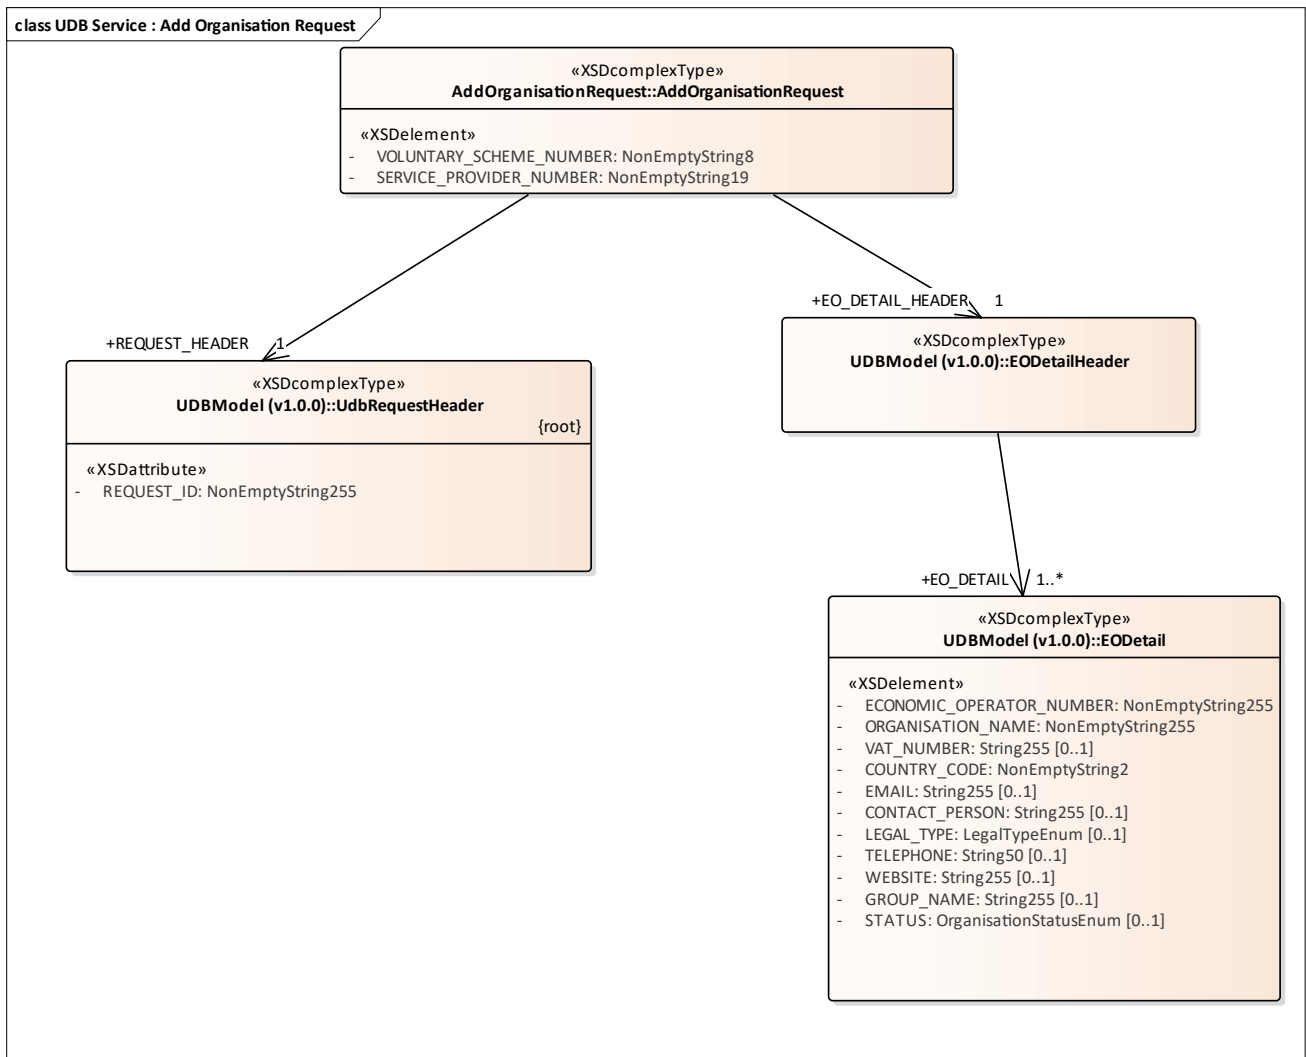 class UDB Service : Add Organisation Request
«XSDcomplexType»
AddOrganisationRequest::AddOrganisationRequest
«XSDelement»
- VOLUNTARY_SCHEME_NUMBER: NonEmptyString8
- SERVICE_PROVIDER_NUMBER: NonEmptyString19
+EO_DETAIL_HEADER 1
+REQUEST_HEADER 1
«XSDcomplexType»
UDBModel (v1.0.0)::EODetailHeader
«XSDcomplexType»
UDBModel (v1.0.0)::UdbRequestHeader
{root}
«XSDattribute»
- REQUEST_ID: NonEmptyString255
+EO_DETAIL 1..*
«XSDcomplexType»
UDBModel (v1.0.0)::EODetail
«XSDelement»
- ECONOMIC_OPERATOR_NUMBER: NonEmptyString255
- ORGANISATION_NAME: NonEmptyString255
- VAT_NUMBER: String255 [0..1]
- COUNTRY_CODE: NonEmptyString2
- EMAIL: String255 [0..1]
- CONTACT_PERSON: String255 [0..1]
- LEGAL_TYPE: LegalTypeEnum [0..1]
- TELEPHONE: String50 [0..1]
- WEBSITE: String255 [0..1]
- GROUP_NAME: String255 [0..1]
- STATUS: OrganisationStatusEnum [0..1]